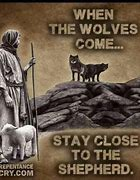 WHEN
THE WOLVES
COME...
STAY CLOSE
TO THE
SHEPHERD.
REPENTANCE
CRY.COM